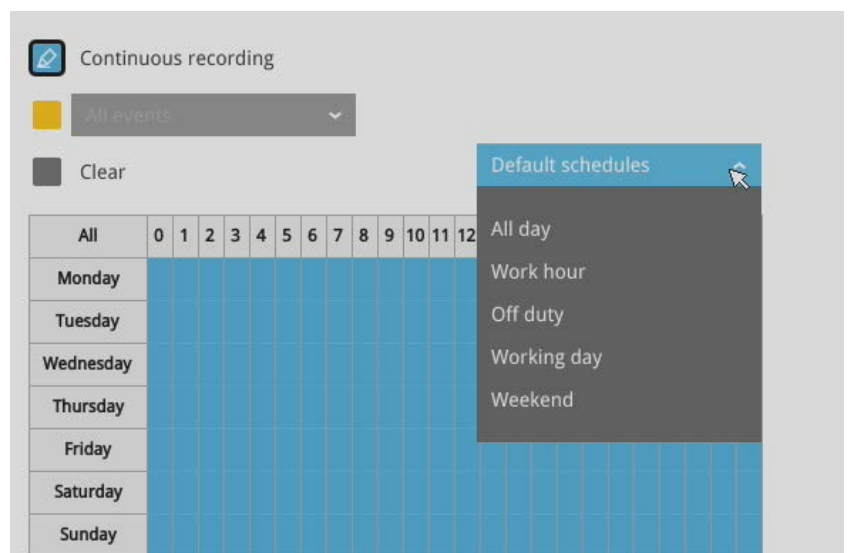 Continuous recording
All events
Clear
Default schedules
All day
Work hour
Off duty
Working day
Weekend
All 0 1 2 3 4 5 6 7 8 9 10 11 12
Monday
Tuesday
Wednesday
Thursday
Friday
Saturday
Sunday